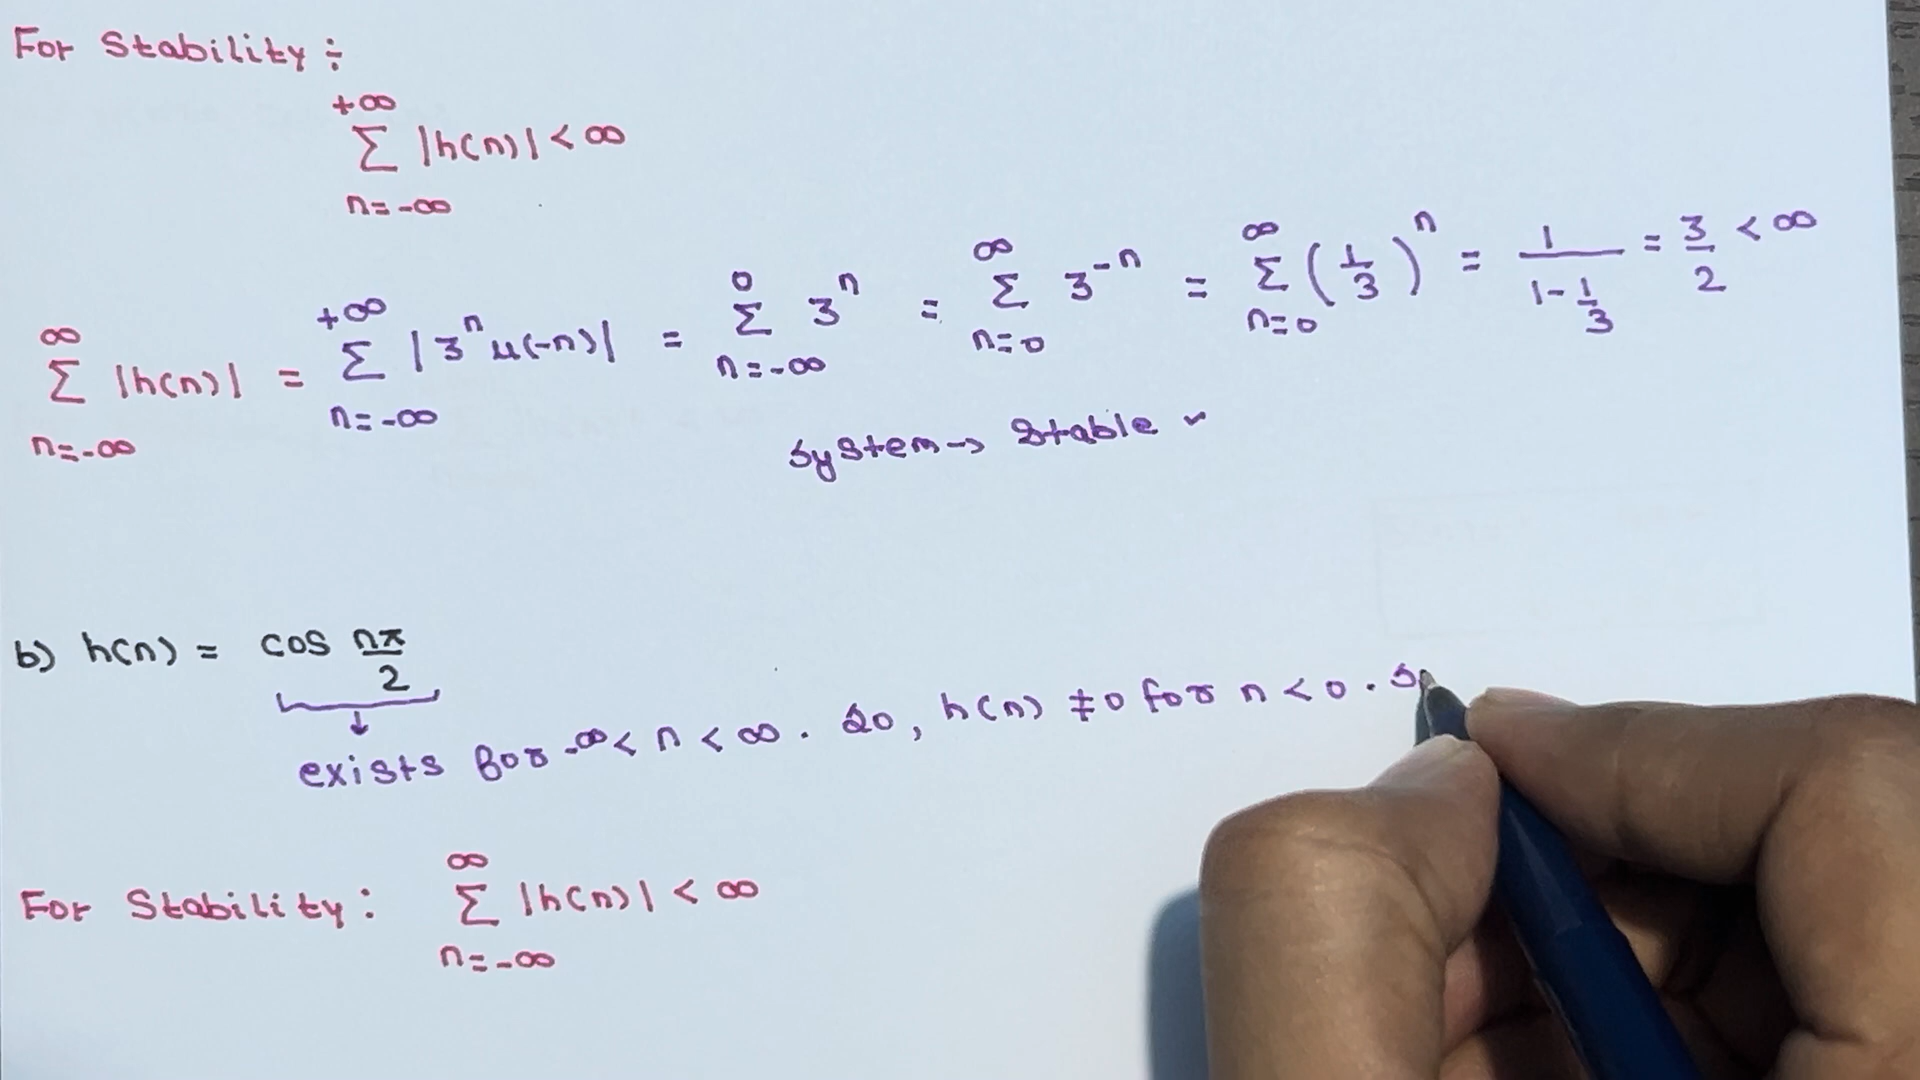 For Stability :
+∞
Σ |h(n)| < ∞
n=-∞
∞ Σ n=-∞ |h(n)| = +∞ Σ n=-∞ |3ⁿ u(-n)| = 0 Σ n=-∞ 3ⁿ = ∞ Σ n=0 3⁻ⁿ = ∞ Σ n=0 (1/3)ⁿ = 1/(1-1/3) = 3/2 < ∞
System → Stable ✓
b) h(n) = cos nπ/2
↓
exists for -∞ < n < ∞ . So, h(n) ≠ 0 for n < 0 .
For Stability : ∞ Σ n=-∞ |h(n)| < ∞